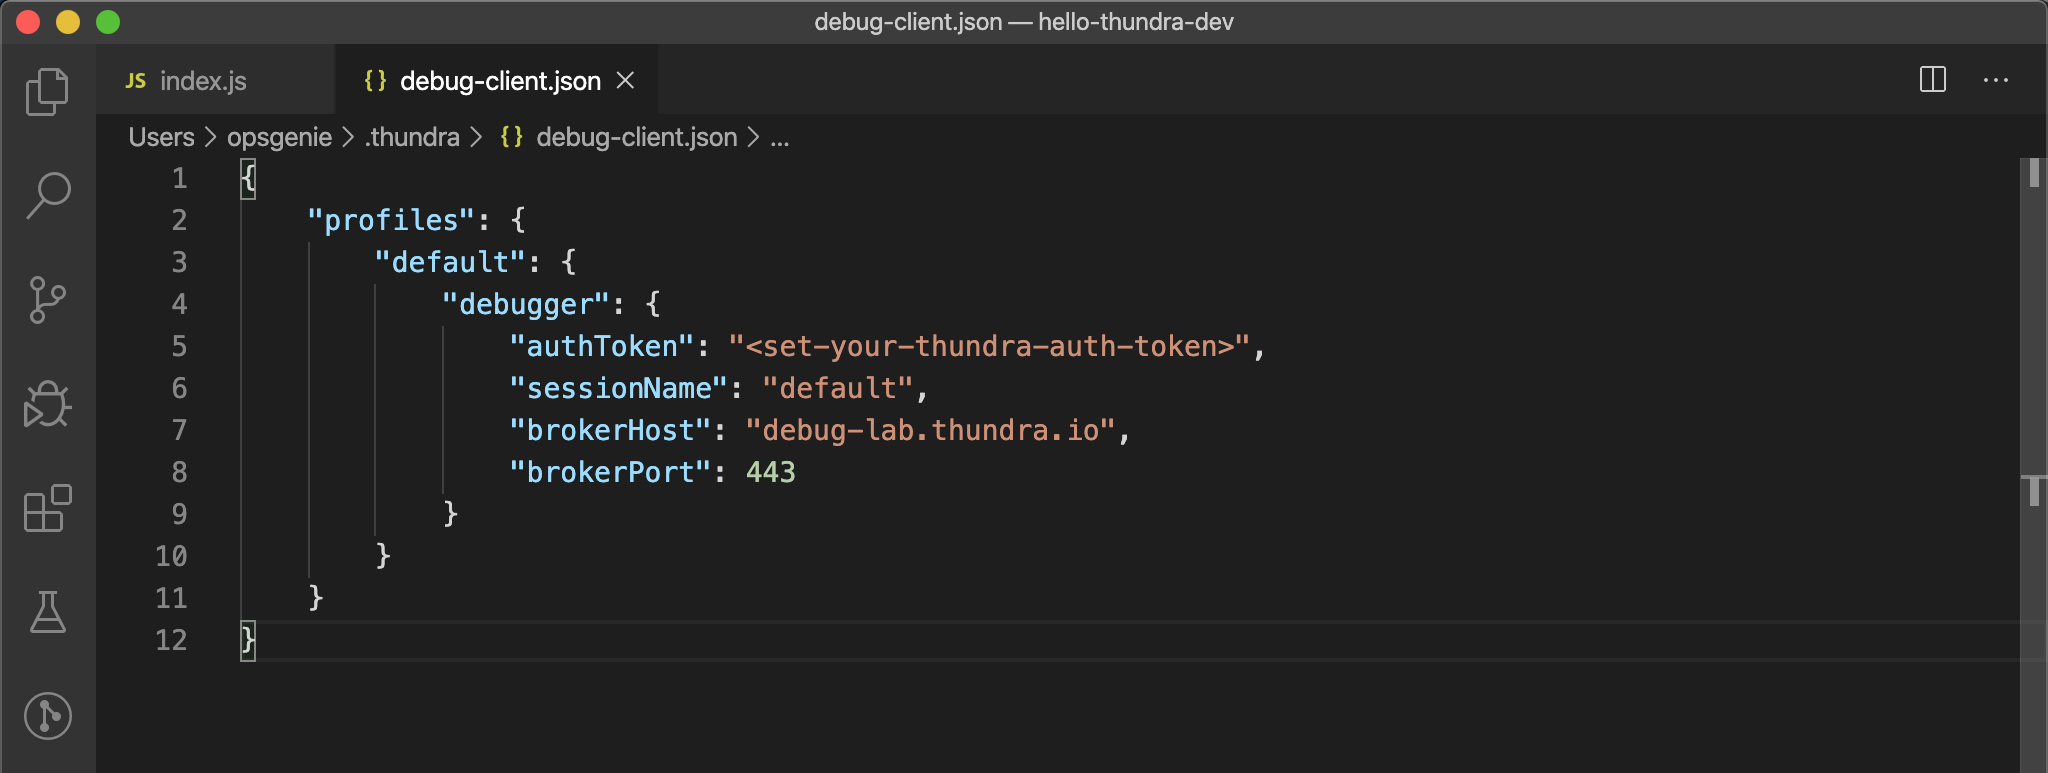 debug-client.json — hello-thundra-dev
JS index.js {} debug-client.json ×
Users > opsgenie > .thundra > {} debug-client.json > ...
1 {
2 "profiles": {
3 "default": {
4 "debugger": {
5 "authToken": "<set-your-thundra-auth-token>",
6 "sessionName": "default",
7 "brokerHost": "debug-lab.thundra.io",
8 "brokerPort": 443
9 }
10 }
11 }
12 }